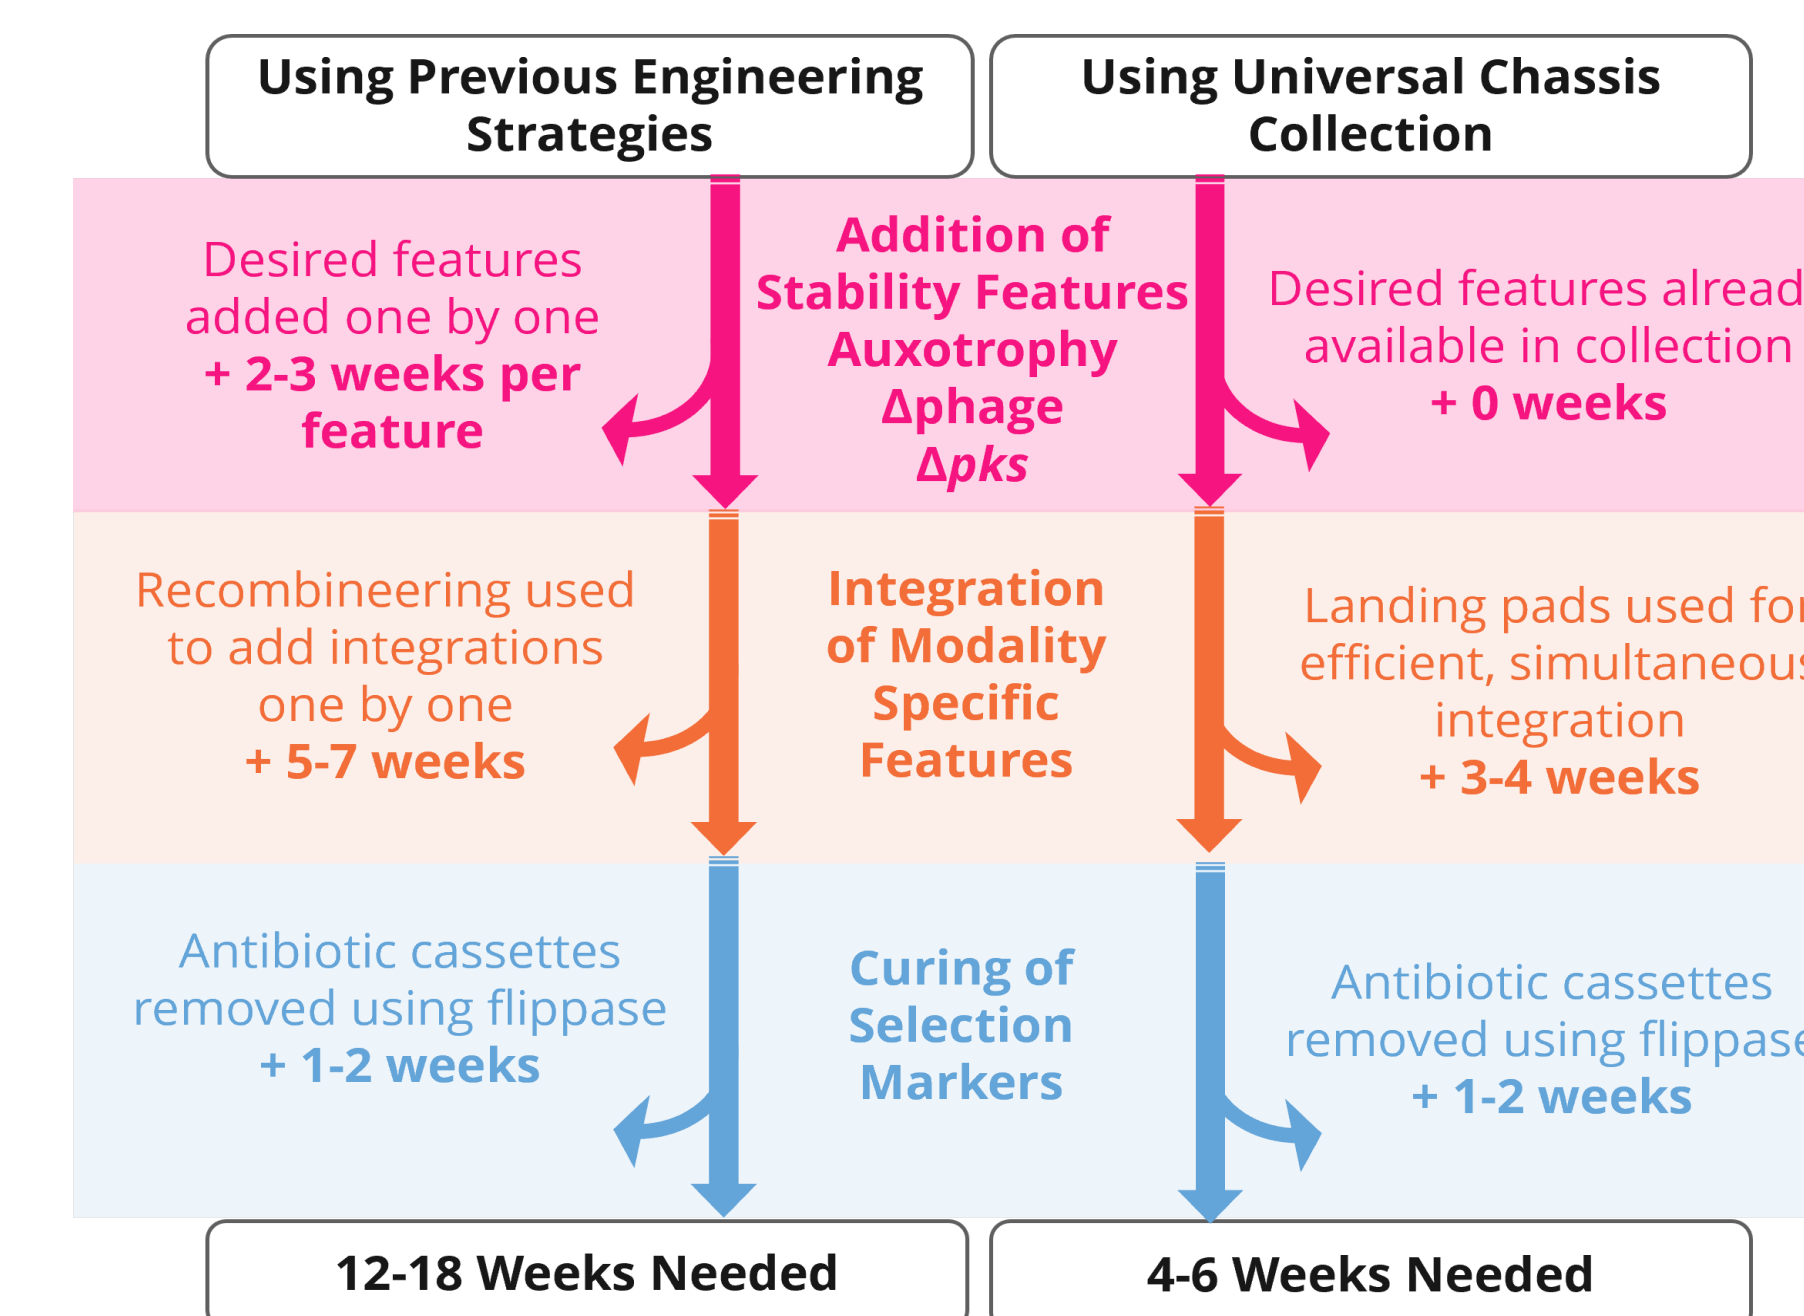 Using Previous Engineering
Strategies
Using Universal Chassis
Collection
Desired features
added one by one
+ 2-3 weeks per
feature
Addition of
Stability Features
Auxotrophy
Δphage
Δpks
Desired features alread
available in collection
+ 0 weeks
Recombineering used
to add integrations
one by one
+ 5-7 weeks
Integration
of Modality
Specific
Features
Landing pads used for
efficient, simultaneous
integration
+ 3-4 weeks
Antibiotic cassettes
removed using flippase
+ 1-2 weeks
Curing of
Selection
Markers
Antibiotic cassettes
removed using flippase
+ 1-2 weeks
12-18 Weeks Needed
4-6 Weeks Needed